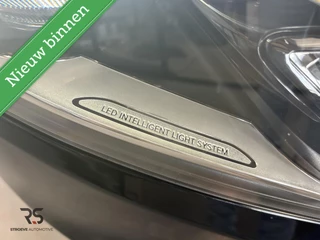 Nieuw binnen
LED INTELLIGENT LIGHT SYSTEM
RS
STROEVE AUTOMOTIVE